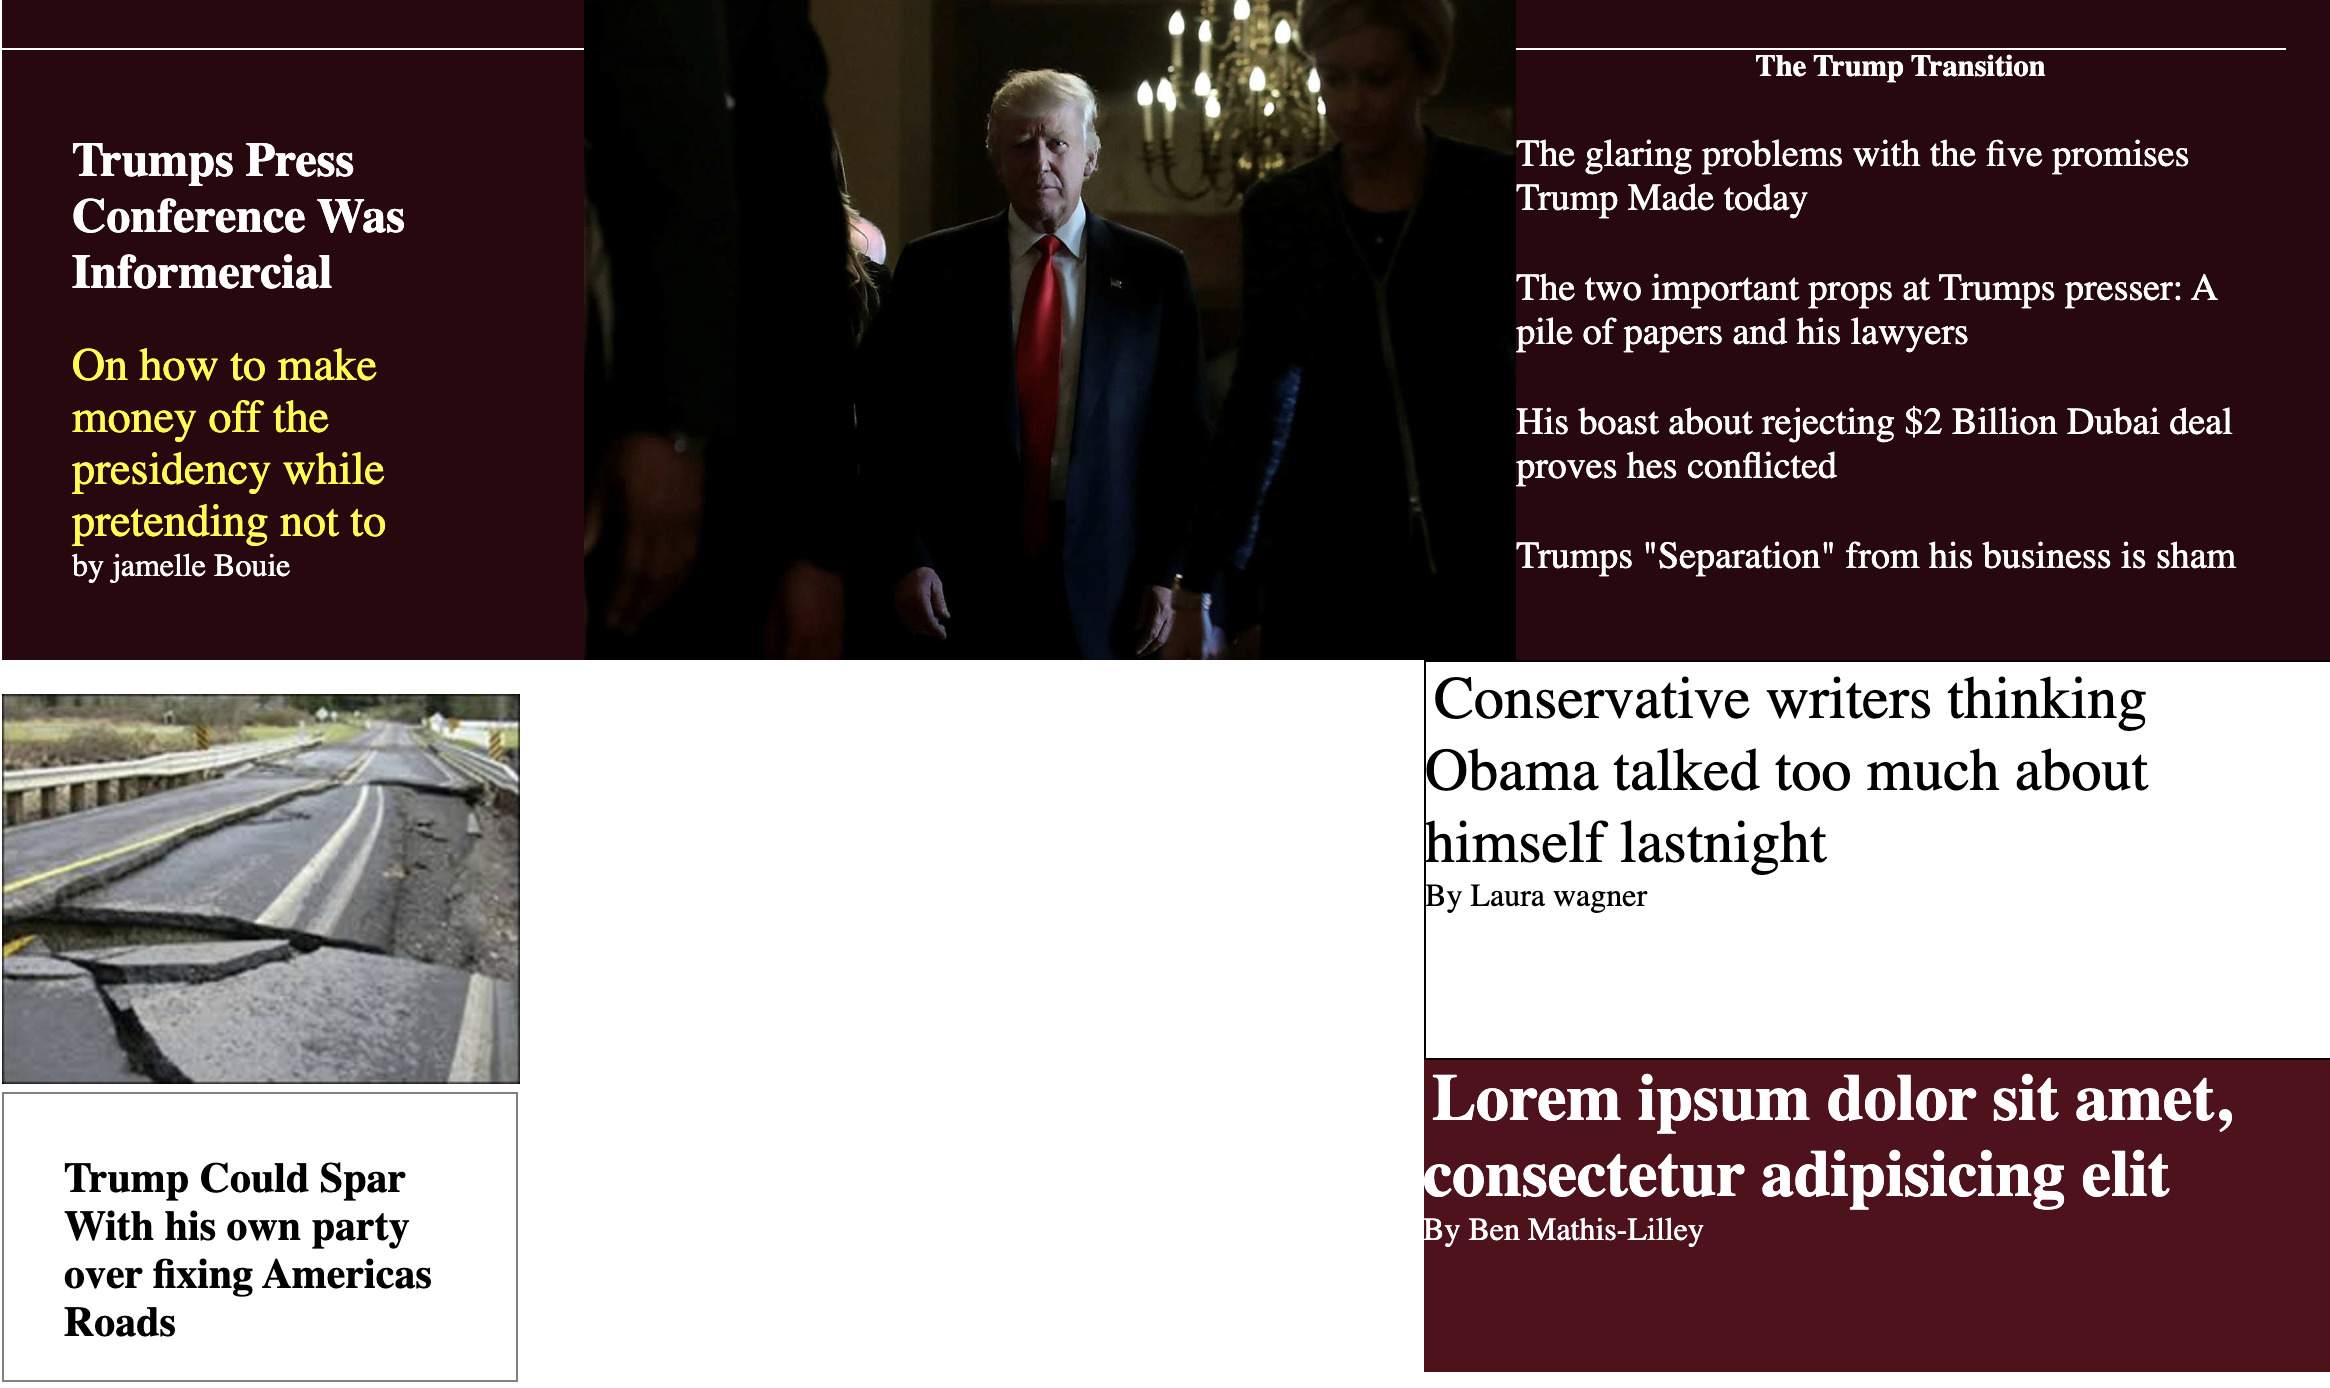 Trumps Press
Conference Was
Informercial
On how to make
money off the
presidency while
pretending not to
by jamelle Bouie
The Trump Transition
The glaring problems with the five promises
Trump Made today
The two important props at Trumps presser: A
pile of papers and his lawyers
His boast about rejecting $2 Billion Dubai deal
proves hes conflicted
Trumps "Separation" from his business is sham
Trump Could Spar
With his own party
over fixing Americas
Roads
Conservative writers thinking
Obama talked too much about
himself lastnight
By Laura wagner
Lorem ipsum dolor sit amet,
consectetur adipisicing elit
By Ben Mathis-Lilley